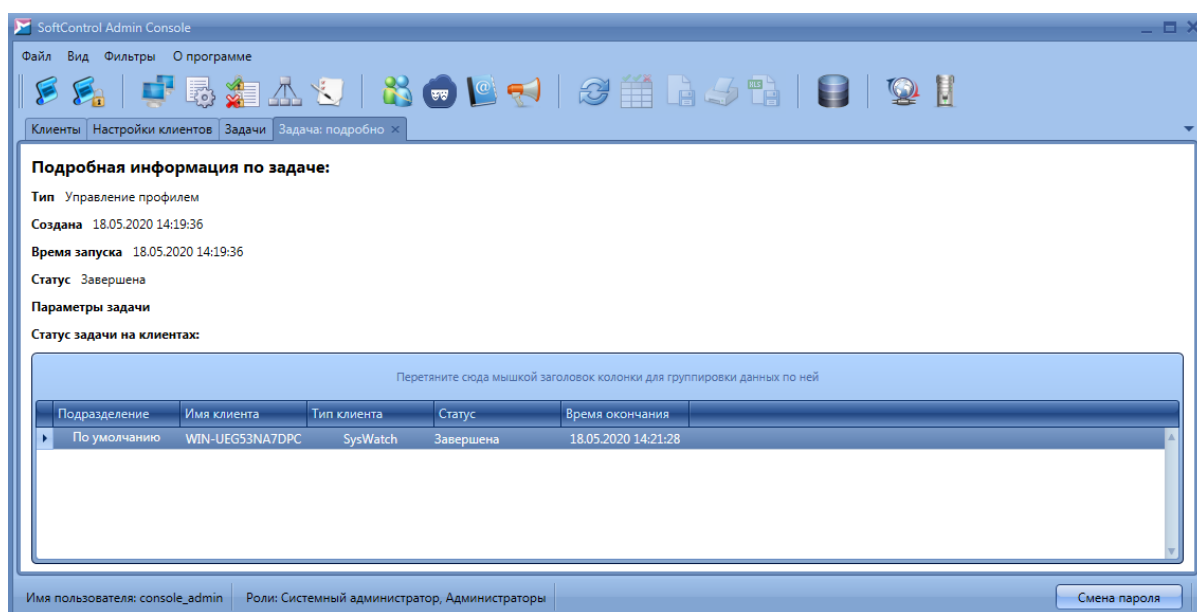 SoftControl Admin Console
Файл Вид Фильтры О программе
Клиенты Настройки клиентов Задачи Задача: подробно
Подробная информация по задаче:
Тип Управление профилем
Создана 18.05.2020 14:19:36
Время запуска 18.05.2020 14:19:36
Статус Завершена
Параметры задачи
Статус задачи на клиентах:
Перетяните сюда мышкой заголовок колонки для группировки данных по ней
Подразделение Имя клиента Тип клиента Статус Время окончания
По умолчанию WIN-UEG53NA7DPC SysWatch Завершена 18.05.2020 14:21:28
Имя пользователя: console_admin Роли: Системный администратор, Администраторы Смена пароля